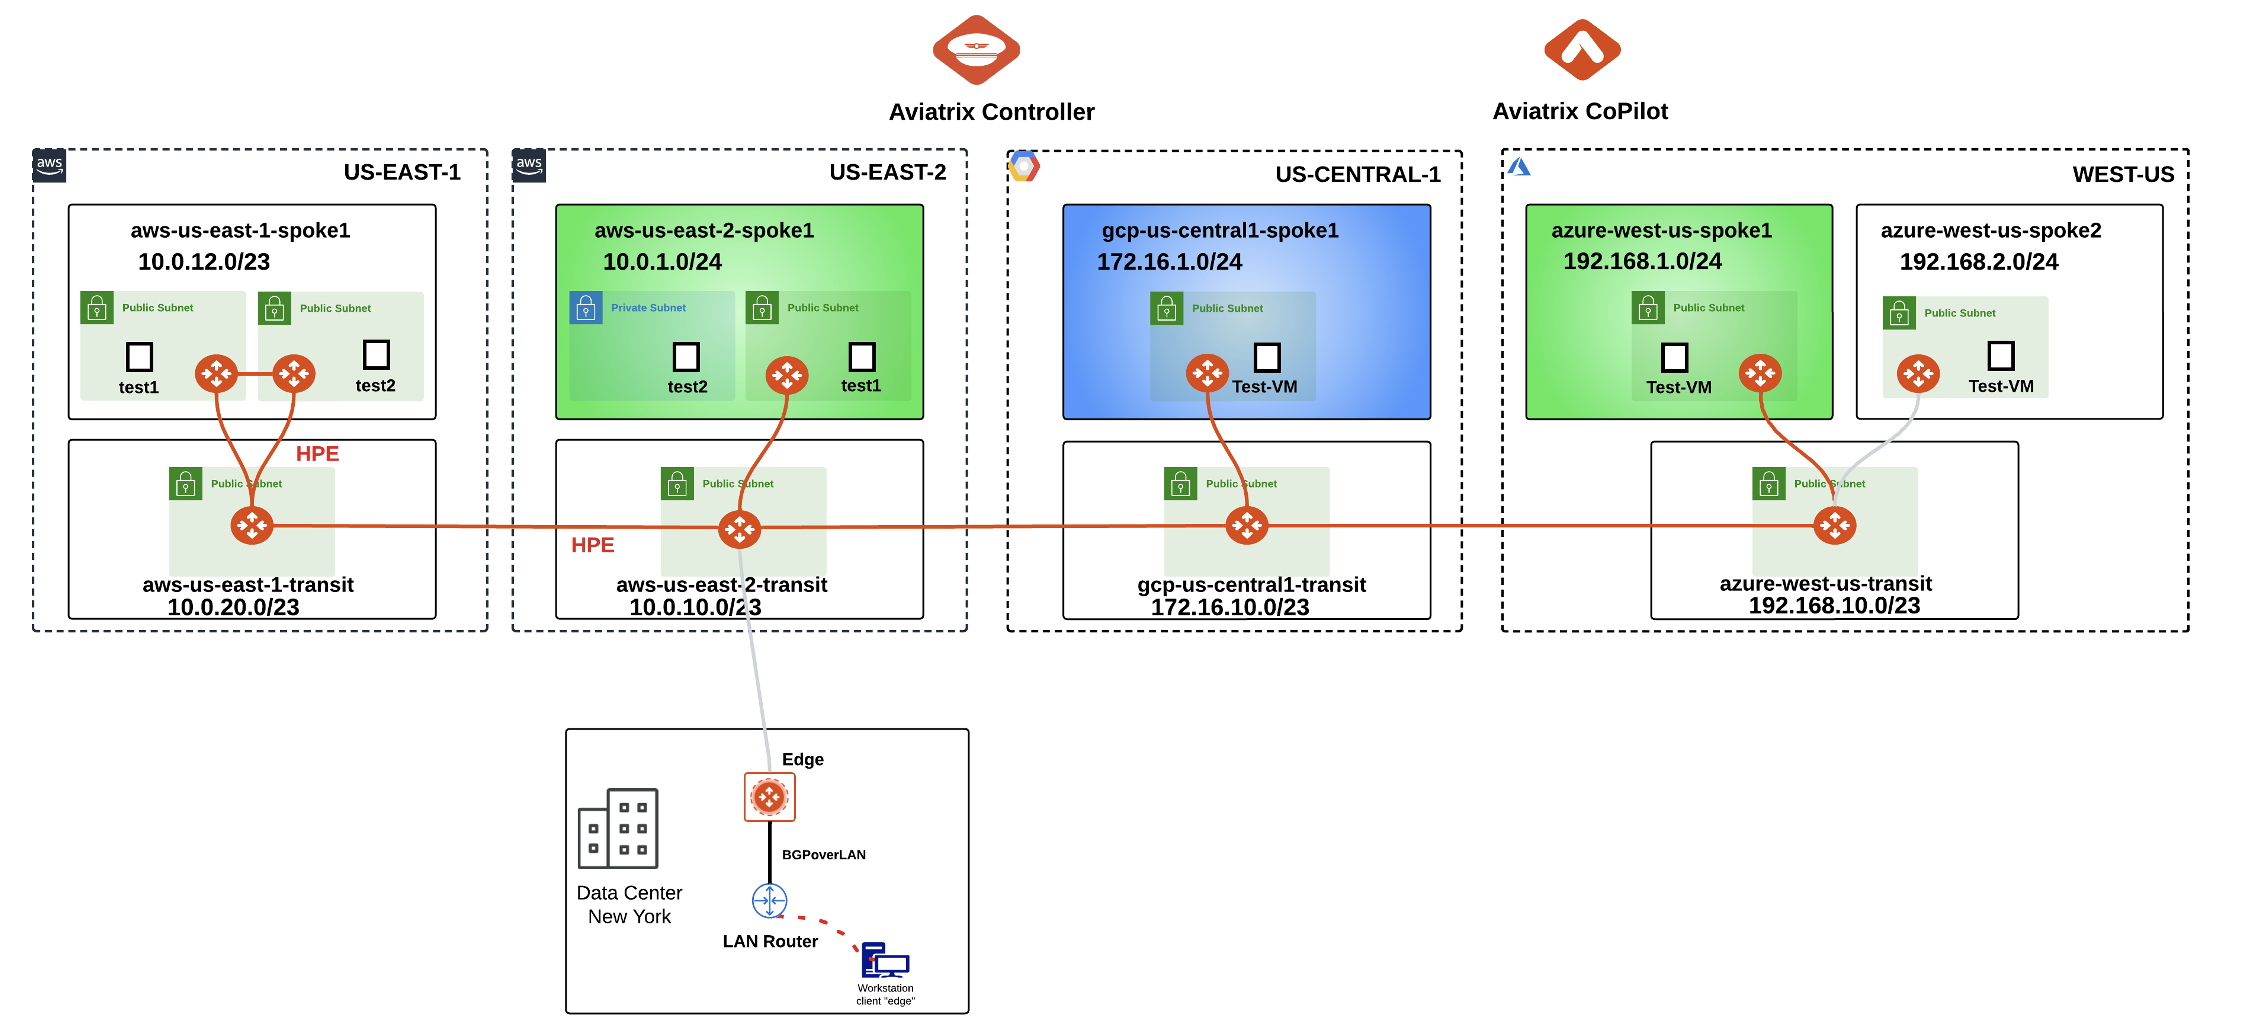 Aviatrix Controller
Aviatrix CoPilot
aws
US-EAST-1
aws-us-east-1-spoke1
10.0.12.0/23
Public Subnet
Public Subnet
test1
test2
HPE
Public Subnet
aws-us-east-1-transit
10.0.20.0/23
aws
US-EAST-2
aws-us-east-2-spoke1
10.0.1.0/24
Private Subnet
Public Subnet
test2
test1
Public Subnet
HPE
aws-us-east-2-transit
10.0.10.0/23
US-CENTRAL-1
gcp-us-central1-spoke1
172.16.1.0/24
Public Subnet
Test-VM
Public Subnet
gcp-us-central1-transit
172.16.10.0/23
WEST-US
azure-west-us-spoke1
192.168.1.0/24
Public Subnet
Test-VM
azure-west-us-spoke2
192.168.2.0/24
Public Subnet
Test-VM
Public Subnet
azure-west-us-transit
192.168.10.0/23
Edge
BGPoverLAN
Data Center
New York
LAN Router
Workstation
client "edge"